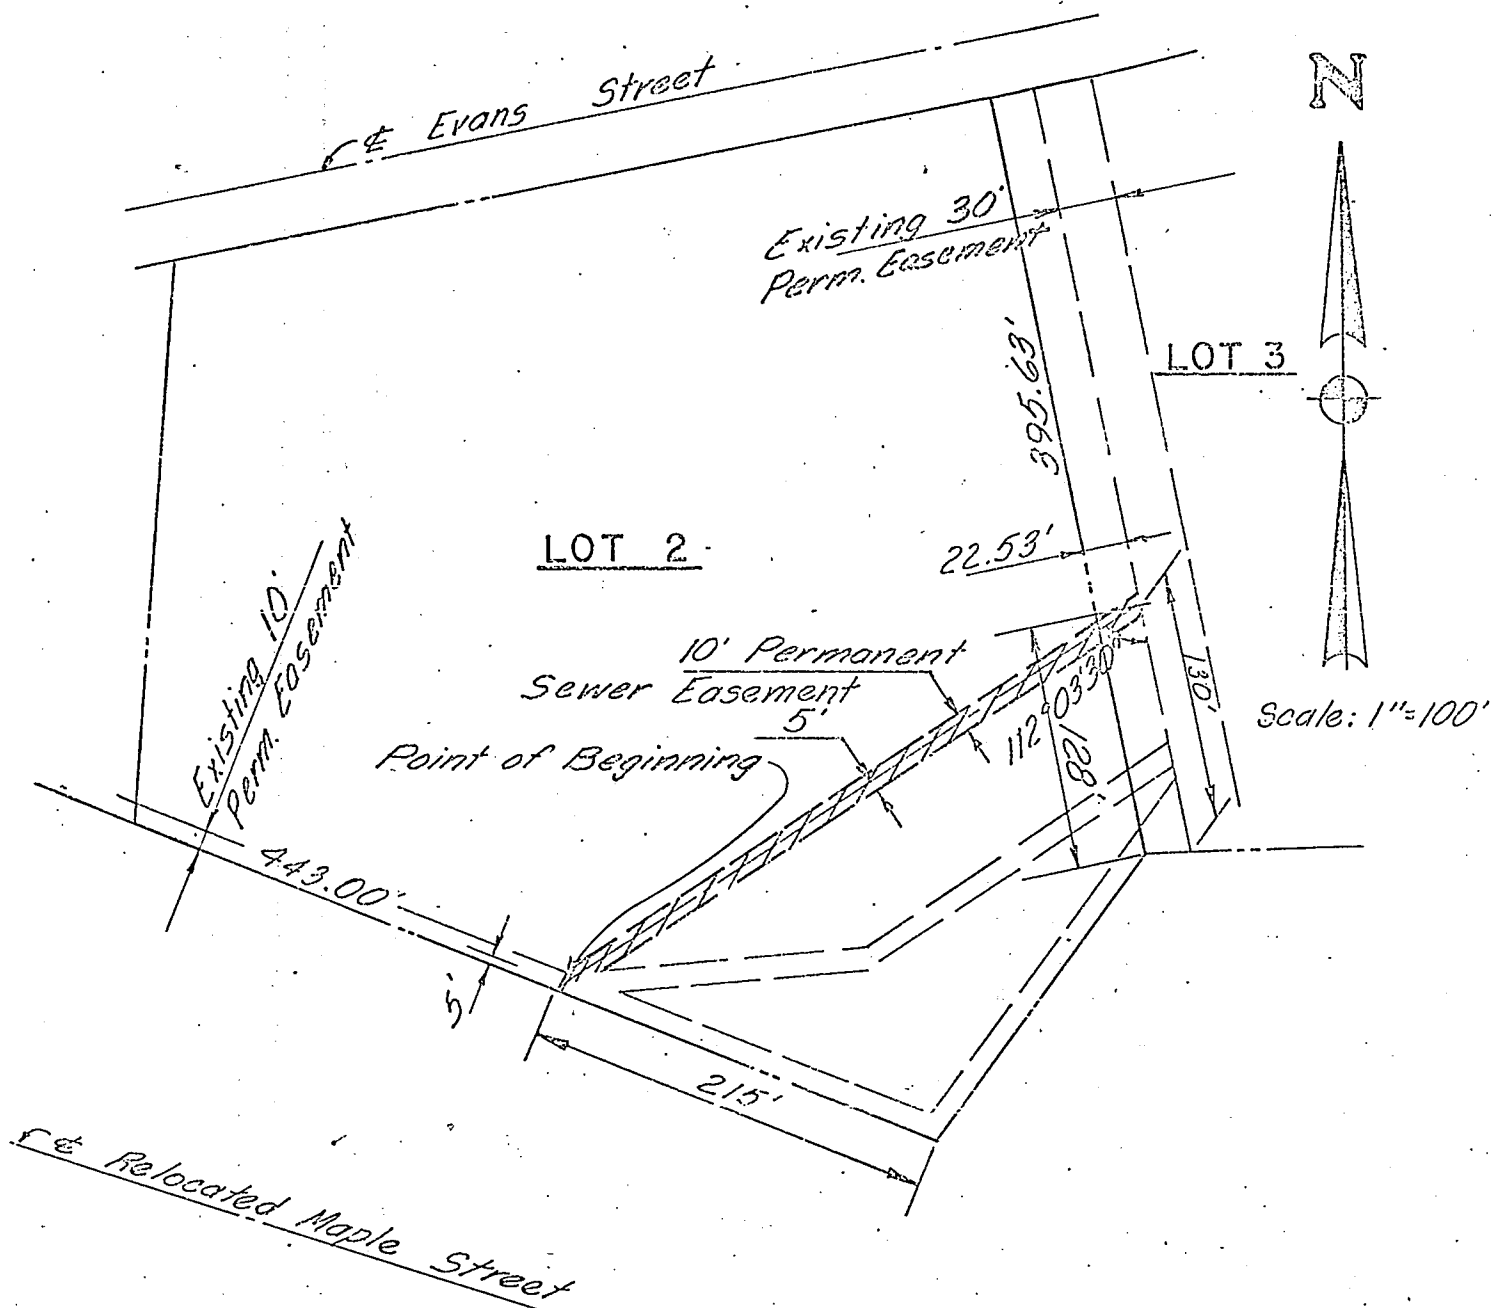 N
℄ Evans Street
Existing 30'
Perm. Easement
LOT 3
395.63'
LOT 2
22.53'
Existing 10'
Perm. Easement
10' Permanent
Sewer Easement
5'
112°03'30"
130'
128'
Scale: 1"=100'
Point of Beginning
443.00'
5'
215'
℄ Relocated Maple Street